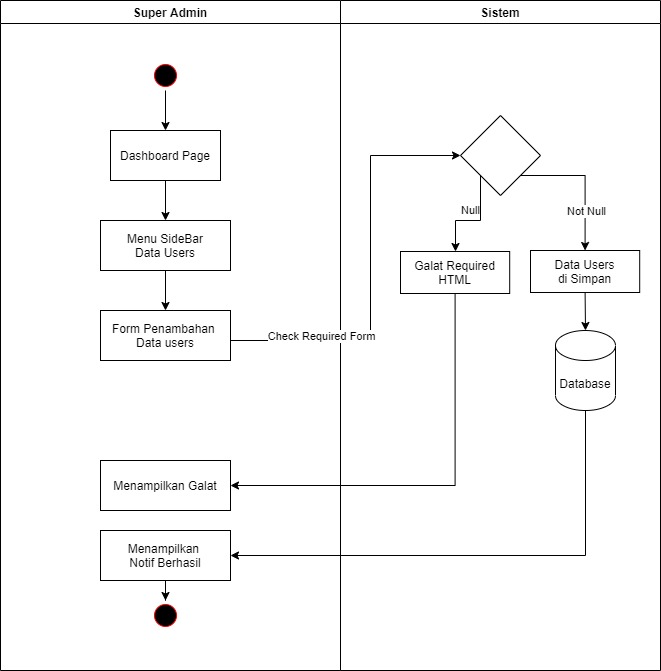 Super Admin
Sistem
Dashboard Page
Menu SideBar
Data Users
Form Penambahan
Data users
Check Required Form
Null
Not Null
Galat Required
HTML
Data Users
di Simpan
Database
Menampilkan Galat
Menampilkan
Notif Berhasil